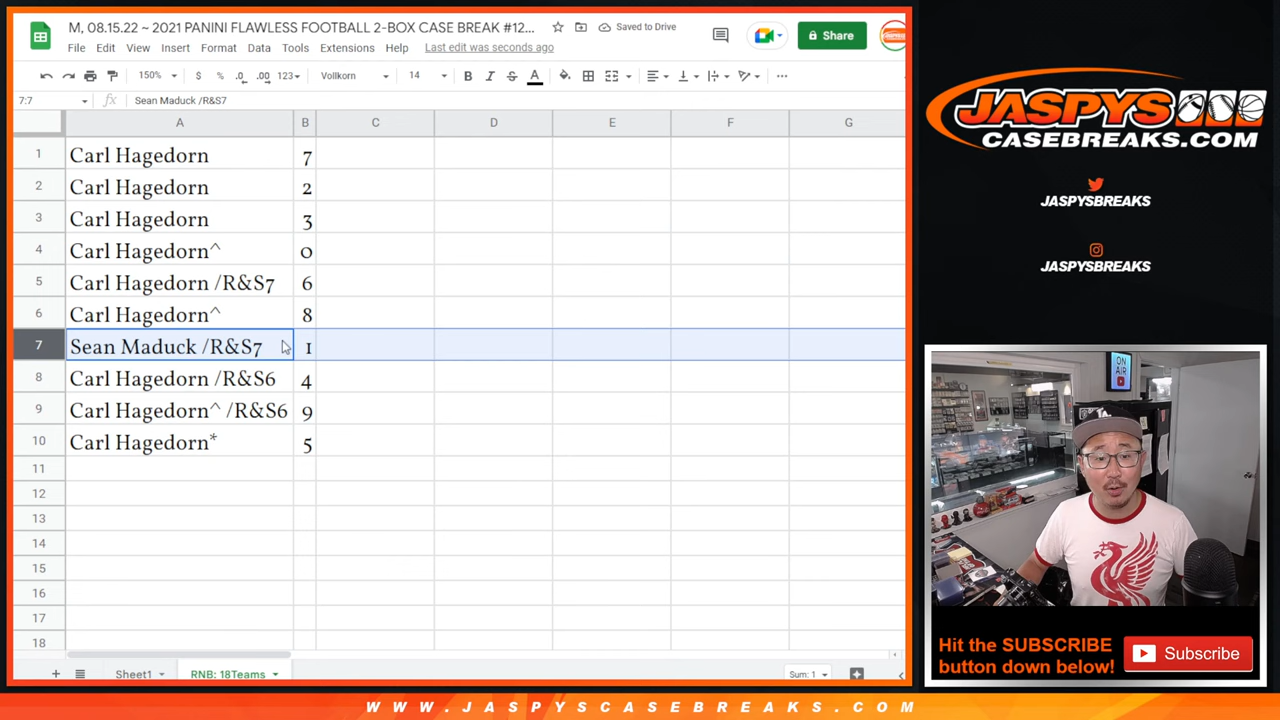 M, 08.15.22 ~ 2021 PANINI FLAWLESS FOOTBALL 2-BOX CASE BREAK #12...
Saved to Drive
File Edit View Insert Format Data Tools Extensions Help Last edit was seconds ago
Share
150% $ % .0 .00 123 Vollkorn 14 B I S A
7:7 fx Sean Maduck /R&S7
A B C D E F G
1 Carl Hagedorn 7
2 Carl Hagedorn 2
3 Carl Hagedorn 3
4 Carl Hagedorn^ 0
5 Carl Hagedorn /R&S7 6
6 Carl Hagedorn^ 8
7 Sean Maduck /R&S7 1
8 Carl Hagedorn /R&S6 4
9 Carl Hagedorn^ /R&S6 9
10 Carl Hagedorn* 5
11
12
13
14
15
16
17
18
Sheet1 RNB: 18Teams Sum: 1
JASPYS
CASEBREAKS.COM
JASPYSBREAKS
JASPYSBREAKS
ON
AIR
Hit the SUBSCRIBE
button down below!
Subscribe
WWW.JASPYSCASEBREAKS.COM